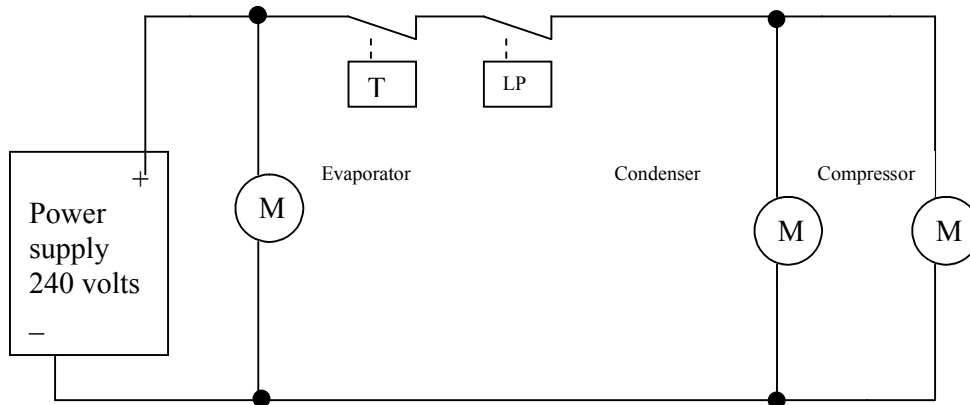 T
LP
+
Power
supply
240 volts
–
Evaporator
M
Condenser
M
Compressor
M